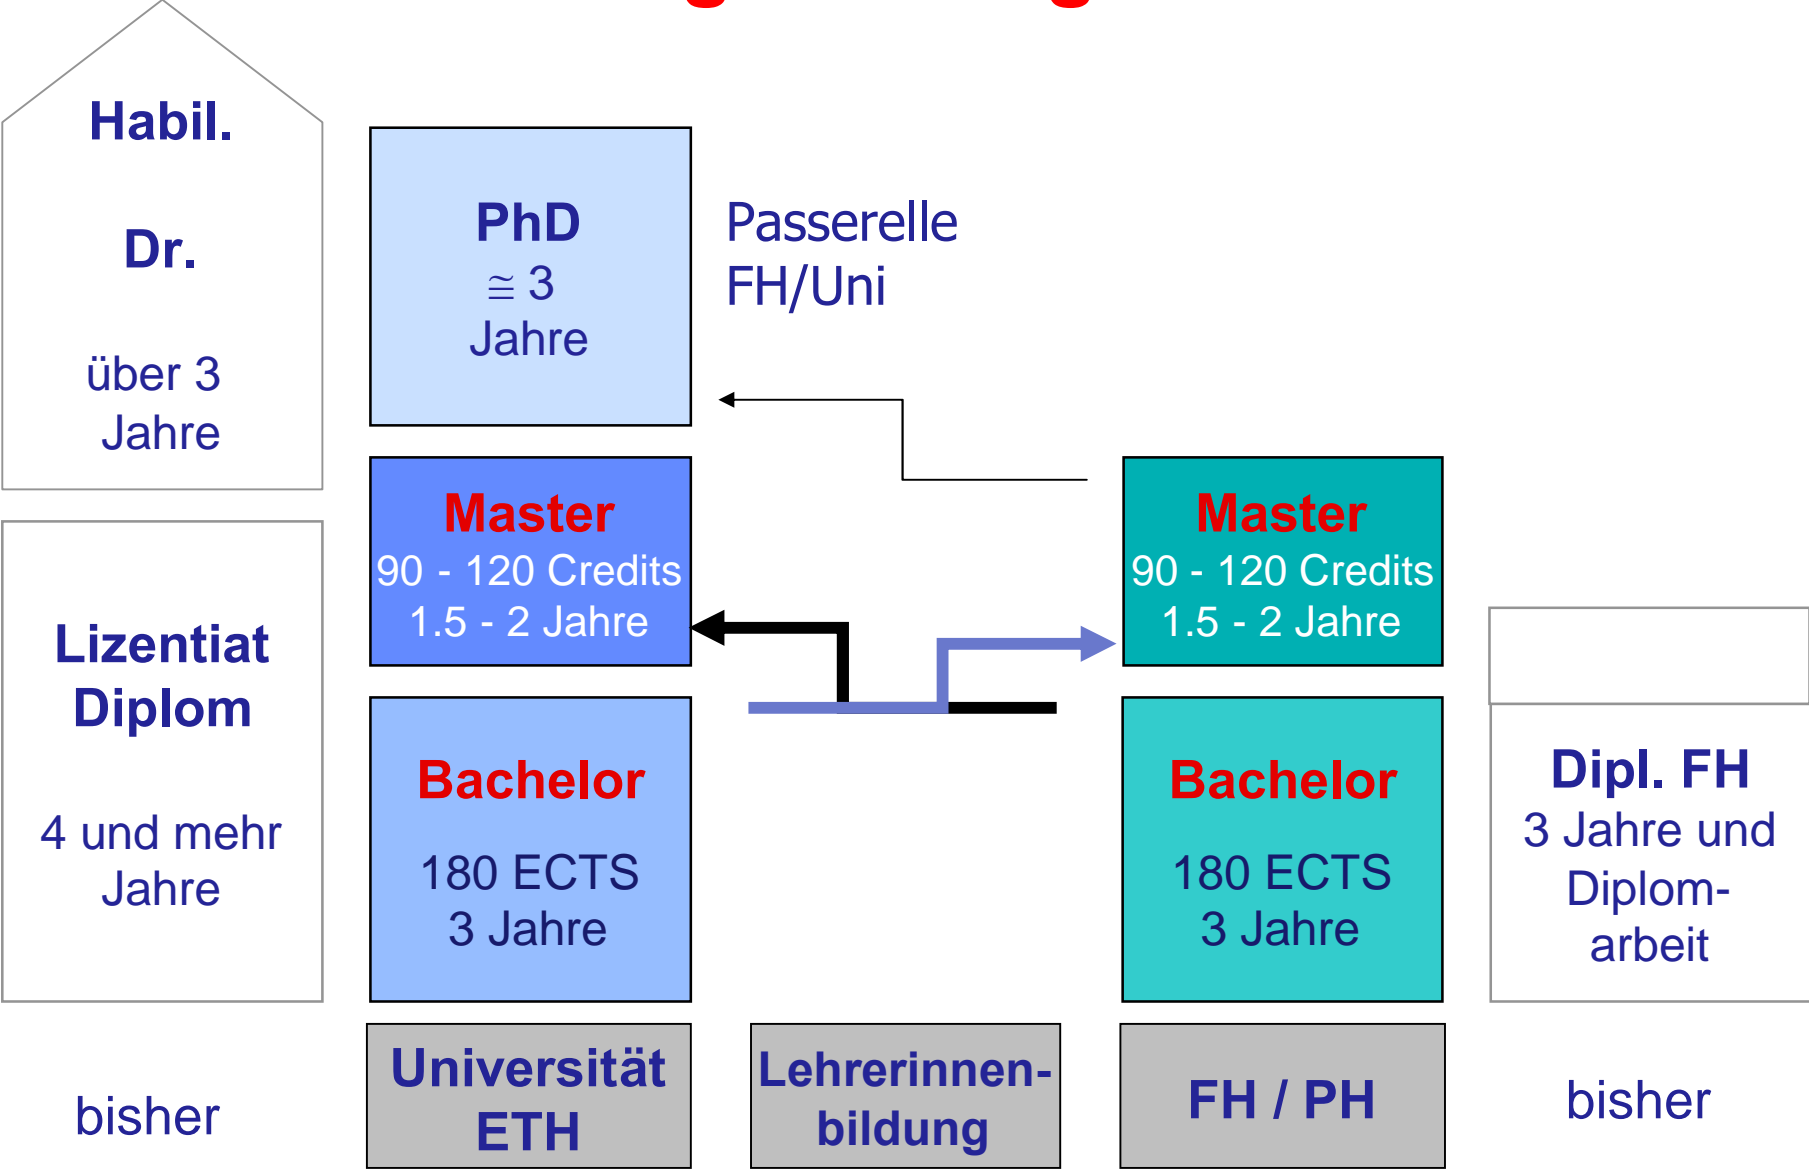 Habil.
Dr.
über 3
Jahre
Lizentiat
Diplom
4 und mehr
Jahre
bisher
PhD
≅ 3
Jahre
Master
90 - 120 Credits
1.5 - 2 Jahre
Bachelor
180 ECTS
3 Jahre
Universität
ETH
Passerelle
FH/Uni
Lehrerinnen-
bildung
Master
90 - 120 Credits
1.5 - 2 Jahre
Bachelor
180 ECTS
3 Jahre
FH / PH
Dipl. FH
3 Jahre und
Diplom-
arbeit
bisher